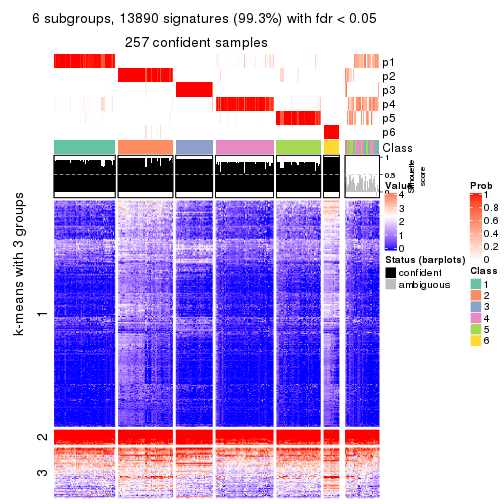 6 subgroups, 13890 signatures (99.3%) with fdr < 0.05
257 confident samples
p1
p2
p3
p4
p5
p6
Class
1
0.5
0
Silhouette
score
k-means with 3 groups
1
2
3
Value
4
3
2
1
0
Status (barplots)
confident
ambiguous
Prob
1
0.8
0.6
0.4
0.2
0
Class
1
2
3
4
5
6